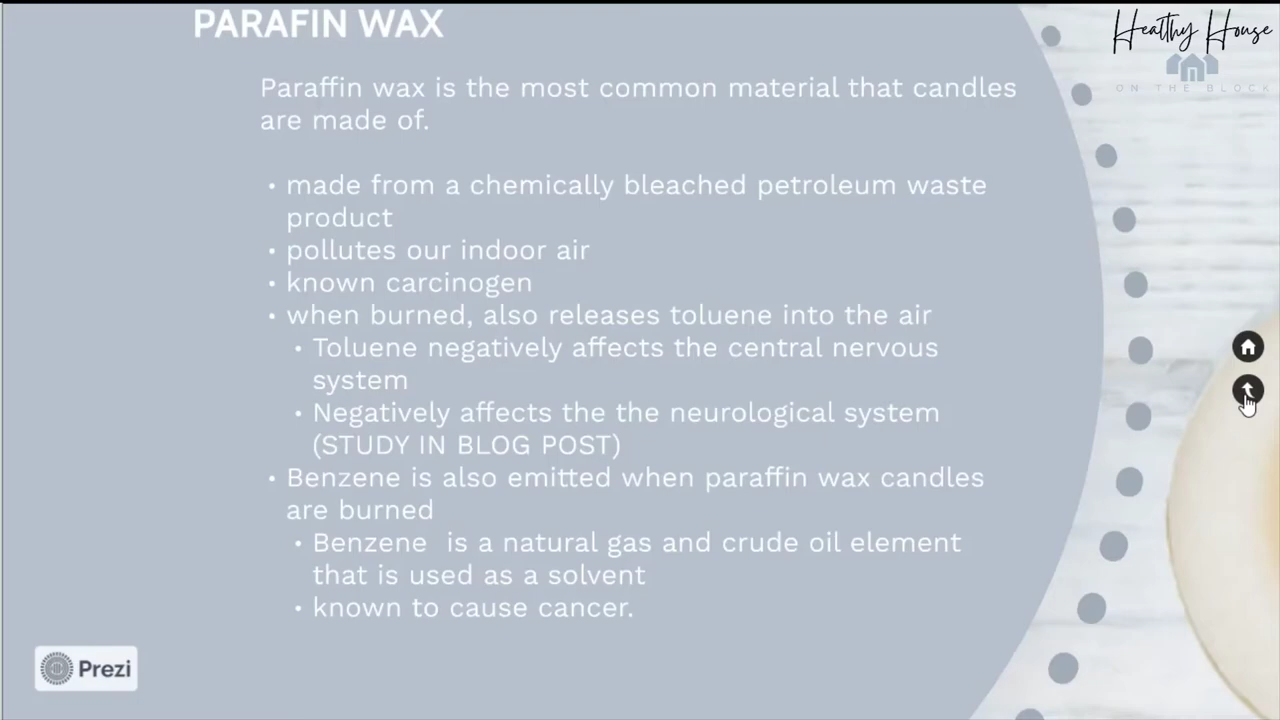 PARAFIN WAX
Healthy House
ON THE BLOCK
Paraffin wax is the most common material that candles
are made of.
• made from a chemically bleached petroleum waste
product
• pollutes our indoor air
• known carcinogen
• when burned, also releases toluene into the air
• Toluene negatively affects the central nervous
system
• Negatively affects the the neurological system
(STUDY IN BLOG POST)
• Benzene is also emitted when paraffin wax candles
are burned
• Benzene  is a natural gas and crude oil element
that is used as a solvent
• known to cause cancer.
Prezi